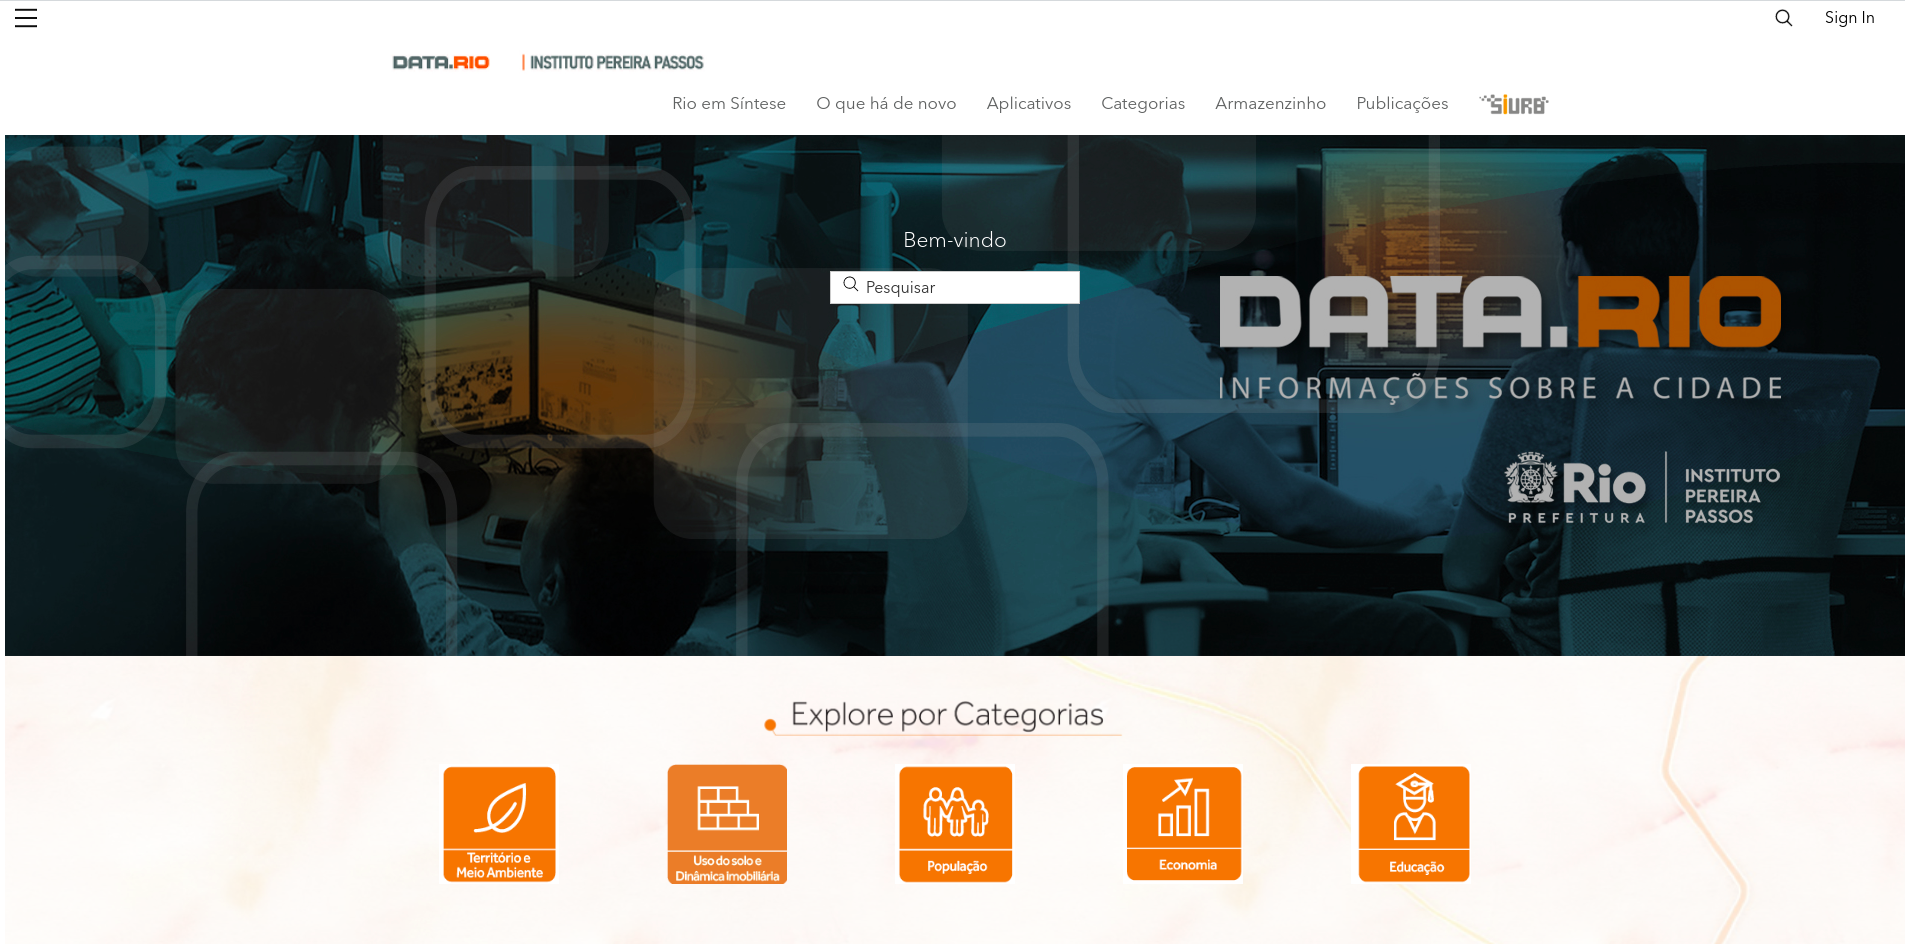 Sign In
DATA.RIO
INSTITUTO PEREIRA PASSOS
Rio em Síntese
O que há de novo
Aplicativos
Categorias
Armazenzinho
Publicações
SIURB
Bem-vindo
Pesquisar
DATA.RIO
INFORMAÇÕES SOBRE A CIDADE
Rio
PREFEITURA
INSTITUTO
PEREIRA
PASSOS
Explore por Categorias
Território e
Meio Ambiente
Uso do solo e
Dinâmica Imobiliária
População
Economia
Educação